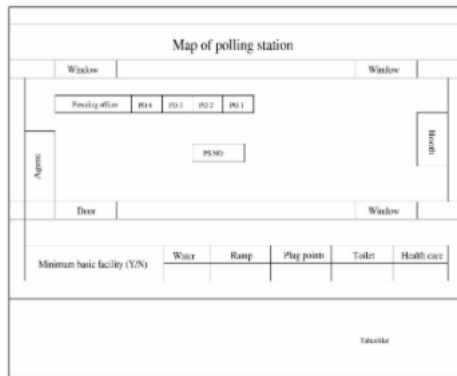 Map of polling station
Window Window
Presiding officer PO 4 PO 3 PO 2 PO 1
Agents
Booth
PS NO:
Door Window
Minimum basic facility (Y/N) Water Ramp Plug points Toilet Health care